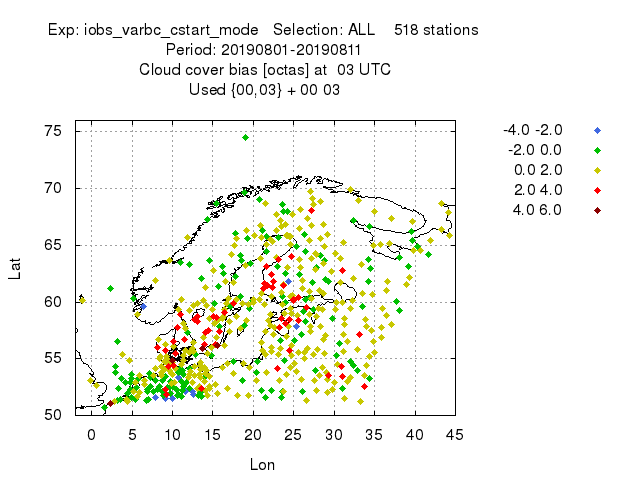 Exp: iobs_varbc_cstart_mode   Selection: ALL    518 stations
Period: 20190801-20190811
Cloud cover bias [octas] at  03 UTC
Used {00,03} + 00 03
-4.0 -2.0
-2.0 0.0
0.0 2.0
2.0 4.0
4.0 6.0
75
70
65
60
55
50
Lat
0 5 10 15 20 25 30 35 40 45
Lon